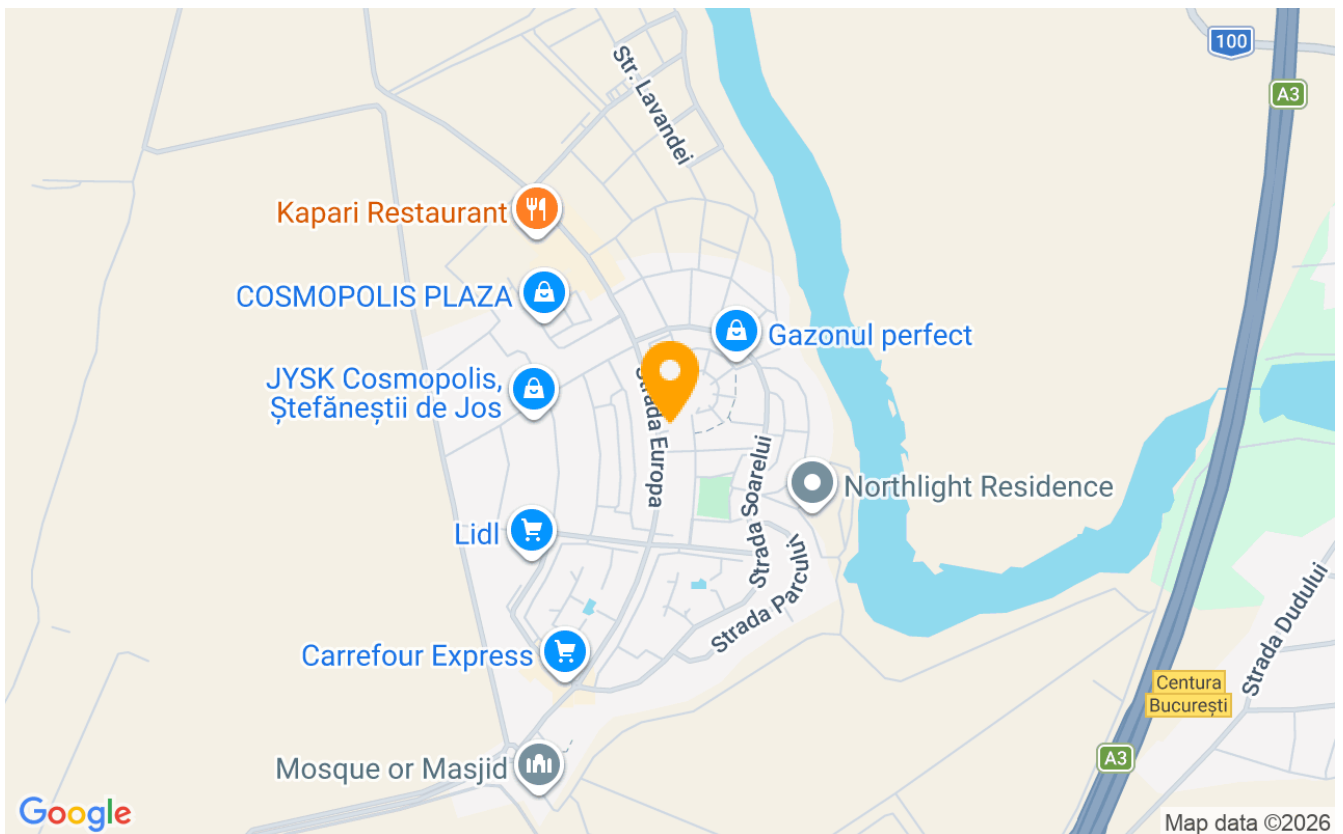 100
A3
Str. Lavandei
Kapari Restaurant
COSMOPOLIS PLAZA
Gazonul perfect
JYSK Cosmopolis,
Ștefăneștii de Jos
Strada Europa
Strada Soarelui
Northlight Residence
Lidl
Strada Parcului
Strada Dudului
Carrefour Express
Centura
București
A3
Mosque or Masjid
Google
Map data ©2026